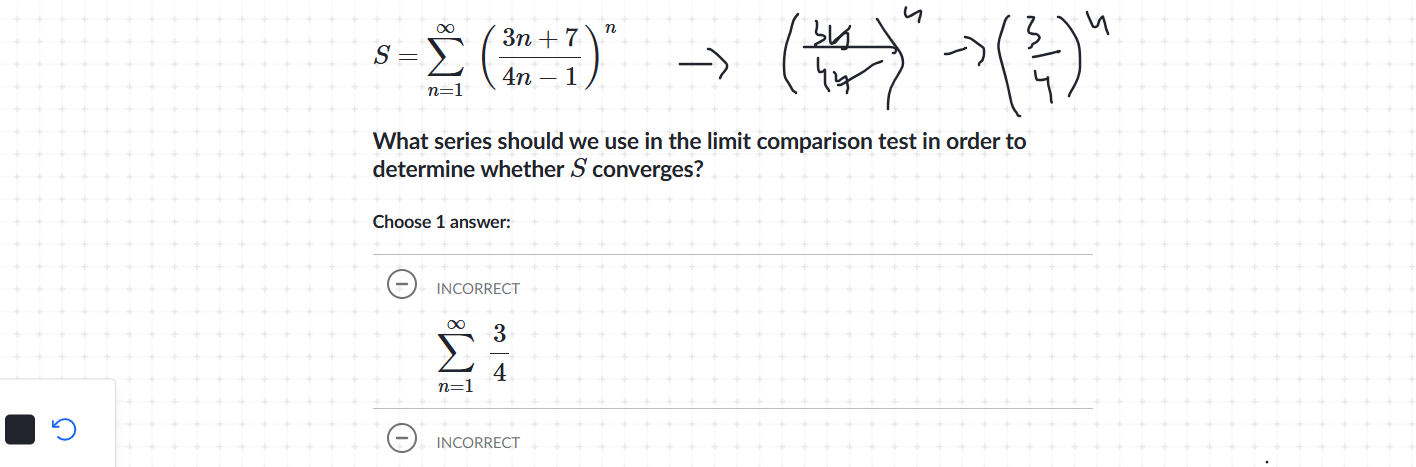 S = \sum_{n=1}^{\infty} \left( \frac{3n + 7}{4n - 1} \right)^n → \left( \frac{3n}{4n} \right)^n → \left( \frac{3}{4} \right)^n
What series should we use in the limit comparison test in order to
determine whether S converges?
Choose 1 answer:
INCORRECT
\sum_{n=1}^{\infty} \frac{3}{4}
INCORRECT